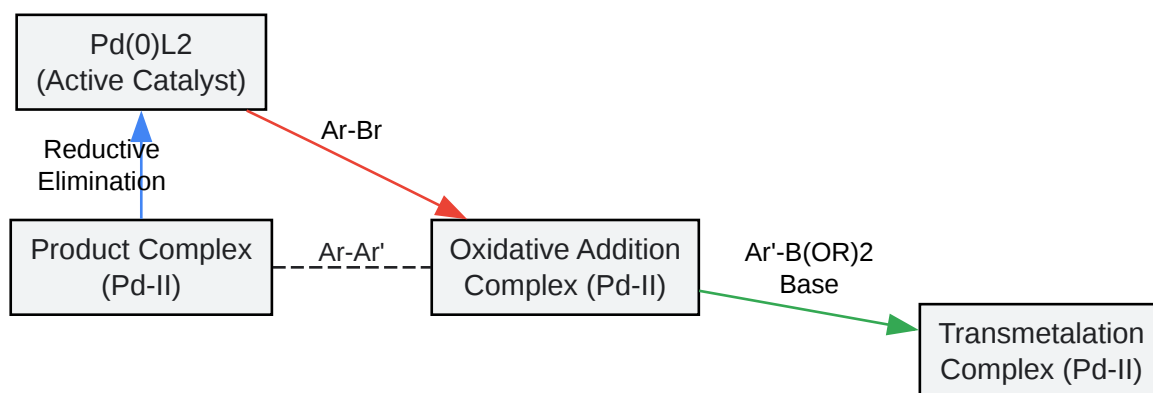 Pd(0)L2
(Active Catalyst)
Ar-Br
Reductive
Elimination
Product Complex
(Pd-II)
Ar-Ar'
Oxidative Addition
Complex (Pd-II)
Ar'-B(OR)2
Base
Transmetalation
Complex (Pd-II)